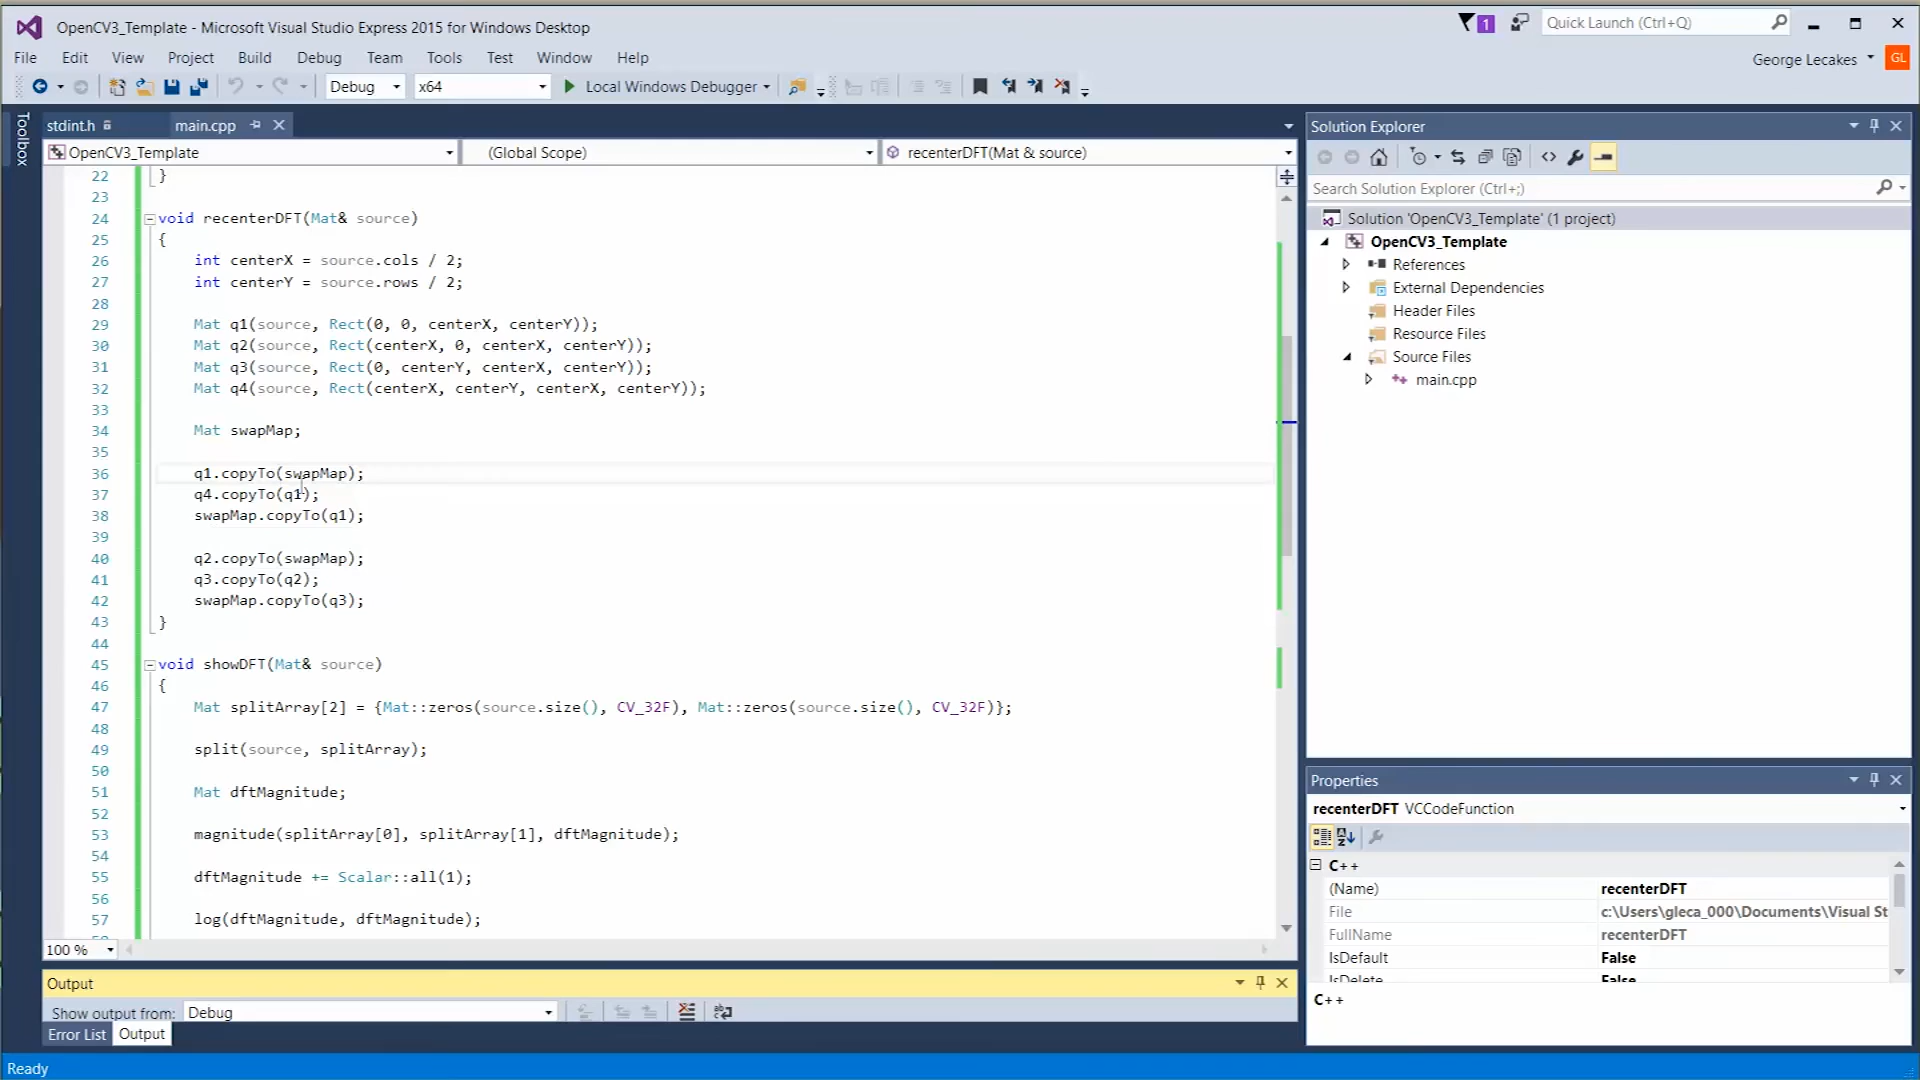 OpenCV3_Template - Microsoft Visual Studio Express 2015 for Windows Desktop
1
Quick Launch (Ctrl+Q)
File Edit View Project Build Debug Team Tools Test Window Help
George Lecakes GL
Debug x64 Local Windows Debugger
Toolbox
stdint.h main.cpp
OpenCV3_Template (Global Scope) recenterDFT(Mat & source)
22 }
23
24 void recenterDFT(Mat& source)
25 {
26 int centerX = source.cols / 2;
27 int centerY = source.rows / 2;
28
29 Mat q1(source, Rect(0, 0, centerX, centerY));
30 Mat q2(source, Rect(centerX, 0, centerX, centerY));
31 Mat q3(source, Rect(0, centerY, centerX, centerY));
32 Mat q4(source, Rect(centerX, centerY, centerX, centerY));
33
34 Mat swapMap;
35
36 q1.copyTo(swapMap);
37 q4.copyTo(q1);
38 swapMap.copyTo(q1);
39
40 q2.copyTo(swapMap);
41 q3.copyTo(q2);
42 swapMap.copyTo(q3);
43 }
44
45 void showDFT(Mat& source)
46 {
47 Mat splitArray[2] = {Mat::zeros(source.size(), CV_32F), Mat::zeros(source.size(), CV_32F)};
48
49 split(source, splitArray);
50
51 Mat dftMagnitude;
52
53 magnitude(splitArray[0], splitArray[1], dftMagnitude);
54
55 dftMagnitude += Scalar::all(1);
56
57 log(dftMagnitude, dftMagnitude);
100 %
Output
Show output from: Debug
Error List Output
Ready
Solution Explorer
Search Solution Explorer (Ctrl+;)
Solution 'OpenCV3_Template' (1 project)
OpenCV3_Template
References
External Dependencies
Header Files
Resource Files
Source Files
main.cpp
Properties
recenterDFT VCCodeFunction
C++
(Name) recenterDFT
File c:\Users\gleca_000\Documents\Visual St
FullName recenterDFT
IsDefault False
IsDelete False
C++